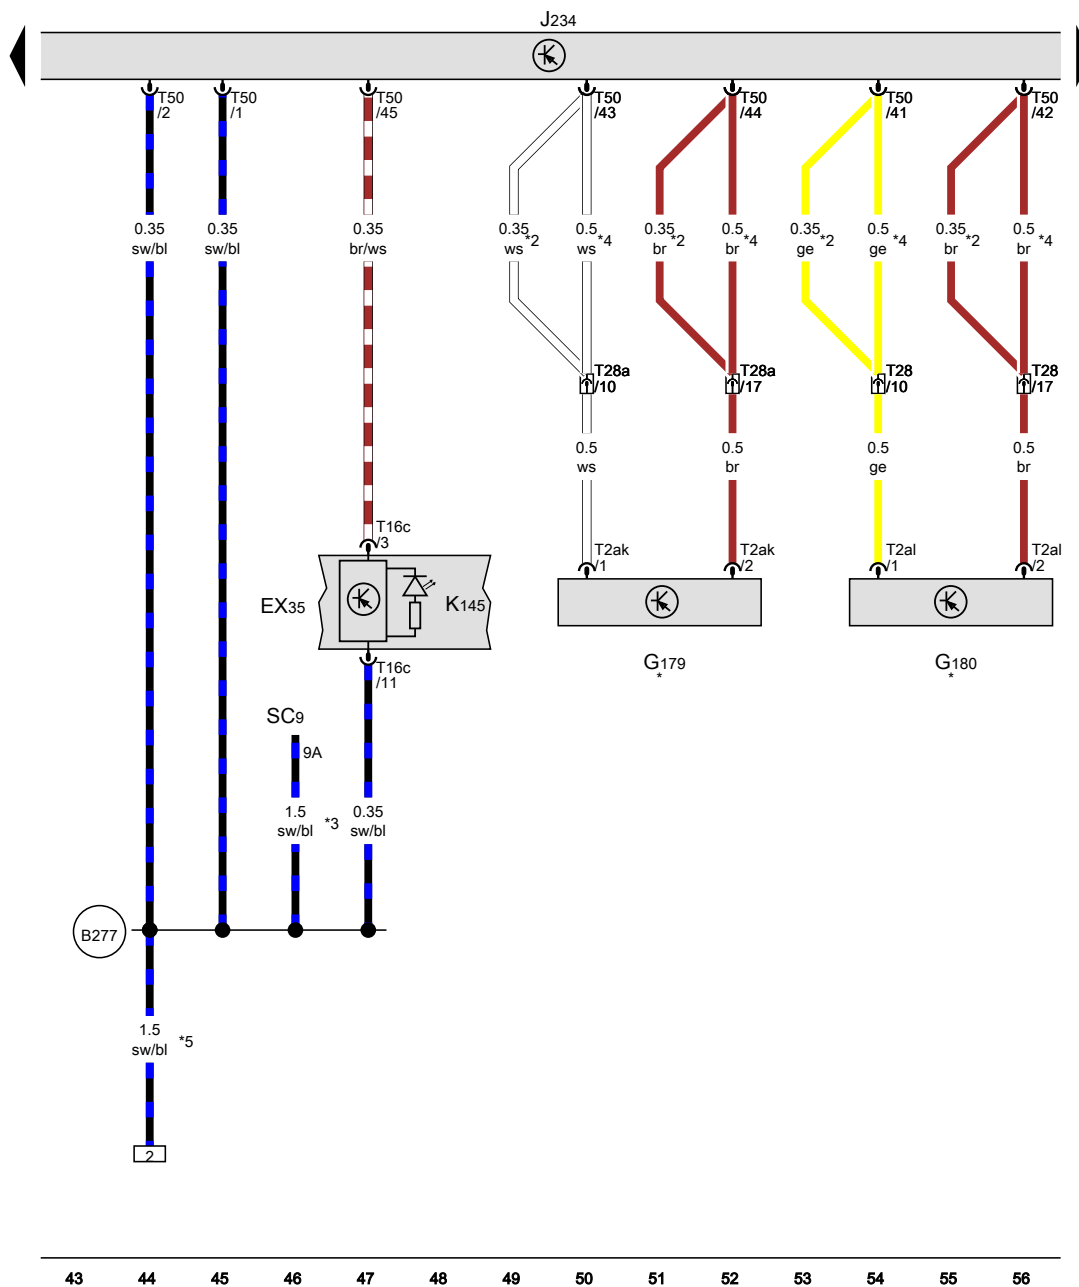 J234
T50
/2
T50
/1
T50
/45
T50
/43
T50
/44
T50
/41
T50
/42
0.35
sw/bl
0.35
sw/bl
0.35
br/ws
0.35
ws
*2
0.5
ws
*4
0.35
br
*2
0.5
br
*4
0.35
ge
*2
0.5
ge
*4
0.35
br
*2
0.5
br
*4
T28a
/10
T28a
/17
T28
/10
T28
/17
0.5
ws
0.5
br
0.5
ge
0.5
br
T16c
/3
T2ak
/1
T2ak
/2
T2al
/1
T2al
/2
EX35
K145
G179
*
G180
*
T16c
/11
SC9
9A
1.5
sw/bl
*3
0.35
sw/bl
B277
1.5
sw/bl
*5
2
43 44 45 46 47 48 49 50 51 52 53 54 55 56